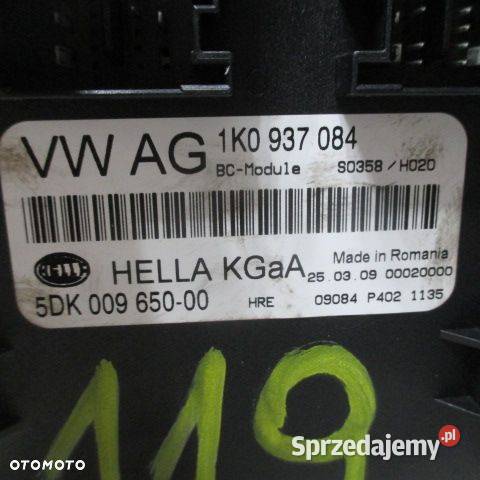 VW AG 1K0 937 084
BC-Module S0358/H020
HELLA
HELLA KGaA Made in Romania
25.03.09 00020000
5DK 009 650-00 HRE 09084 P402 1135
119
Sprzedajemy.pl
OTOMOTO